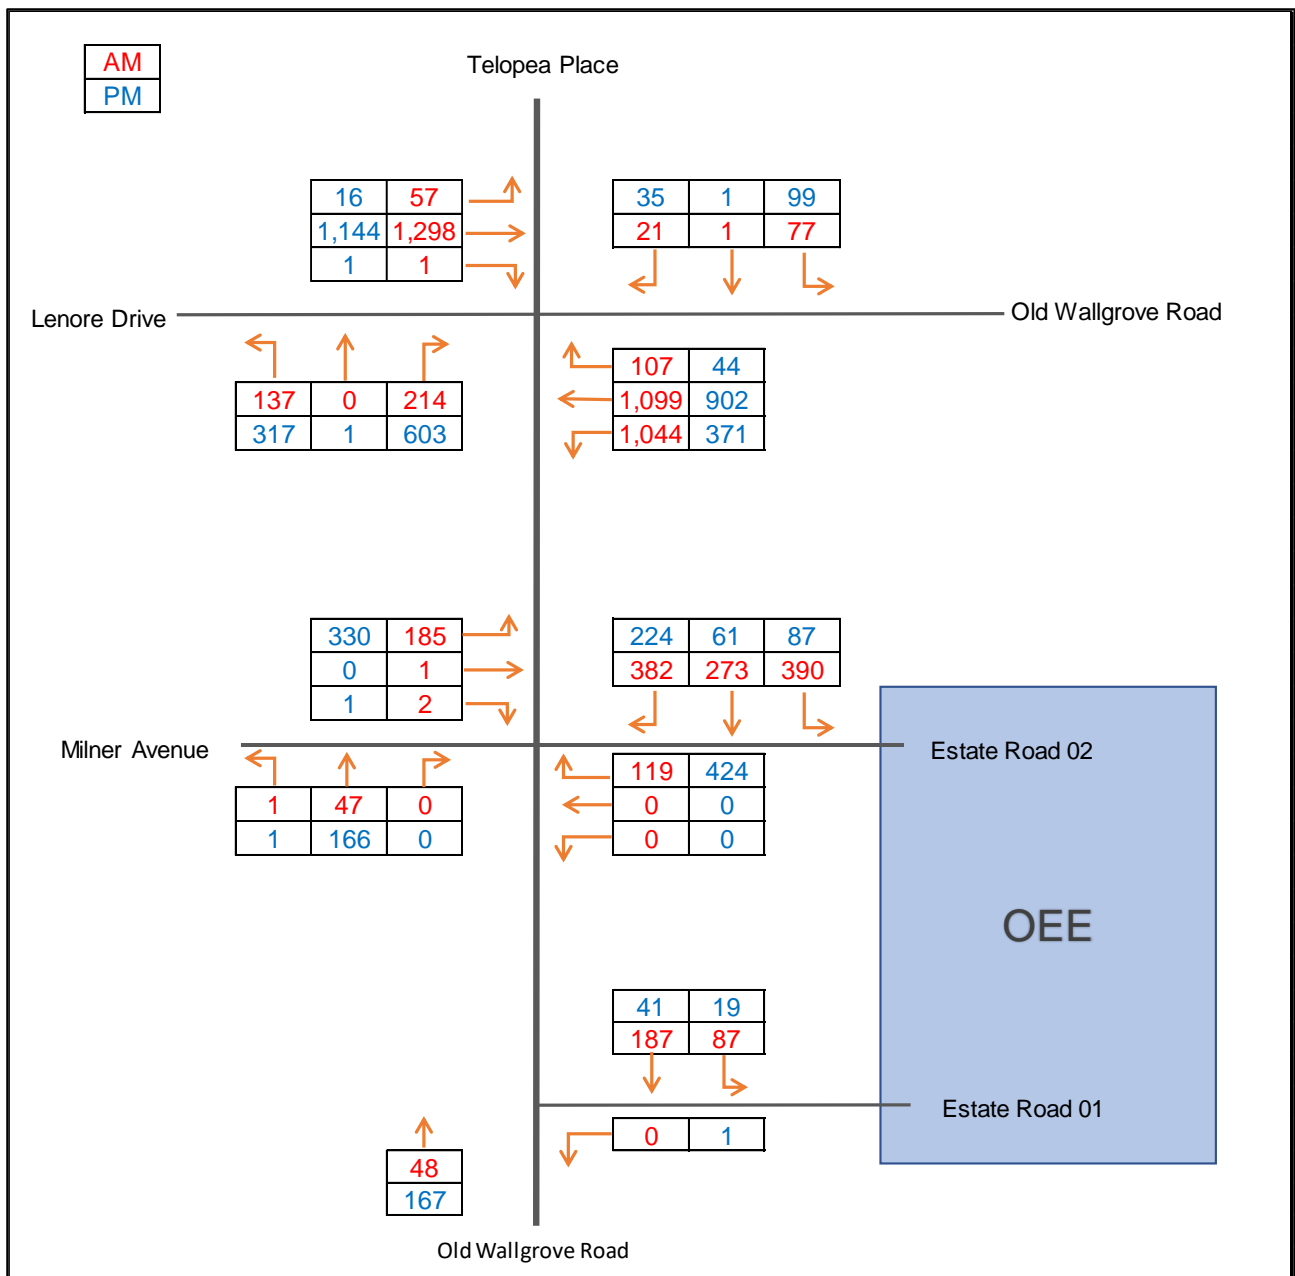 AM
PM
Telopea Place
16 57
1,144 1,298
1 1
35 1 99
21 1 77
Lenore Drive
Old Wallgrove Road
137 0 214
317 1 603
107 44
1,099 902
1,044 371
330 185
0 1
1 2
224 61 87
382 273 390
Milner Avenue
Estate Road 02
1 47 0
1 166 0
119 424
0 0
0 0
OEE
41 19
187 87
Estate Road 01
0 1
48
167
Old Wallgrove Road